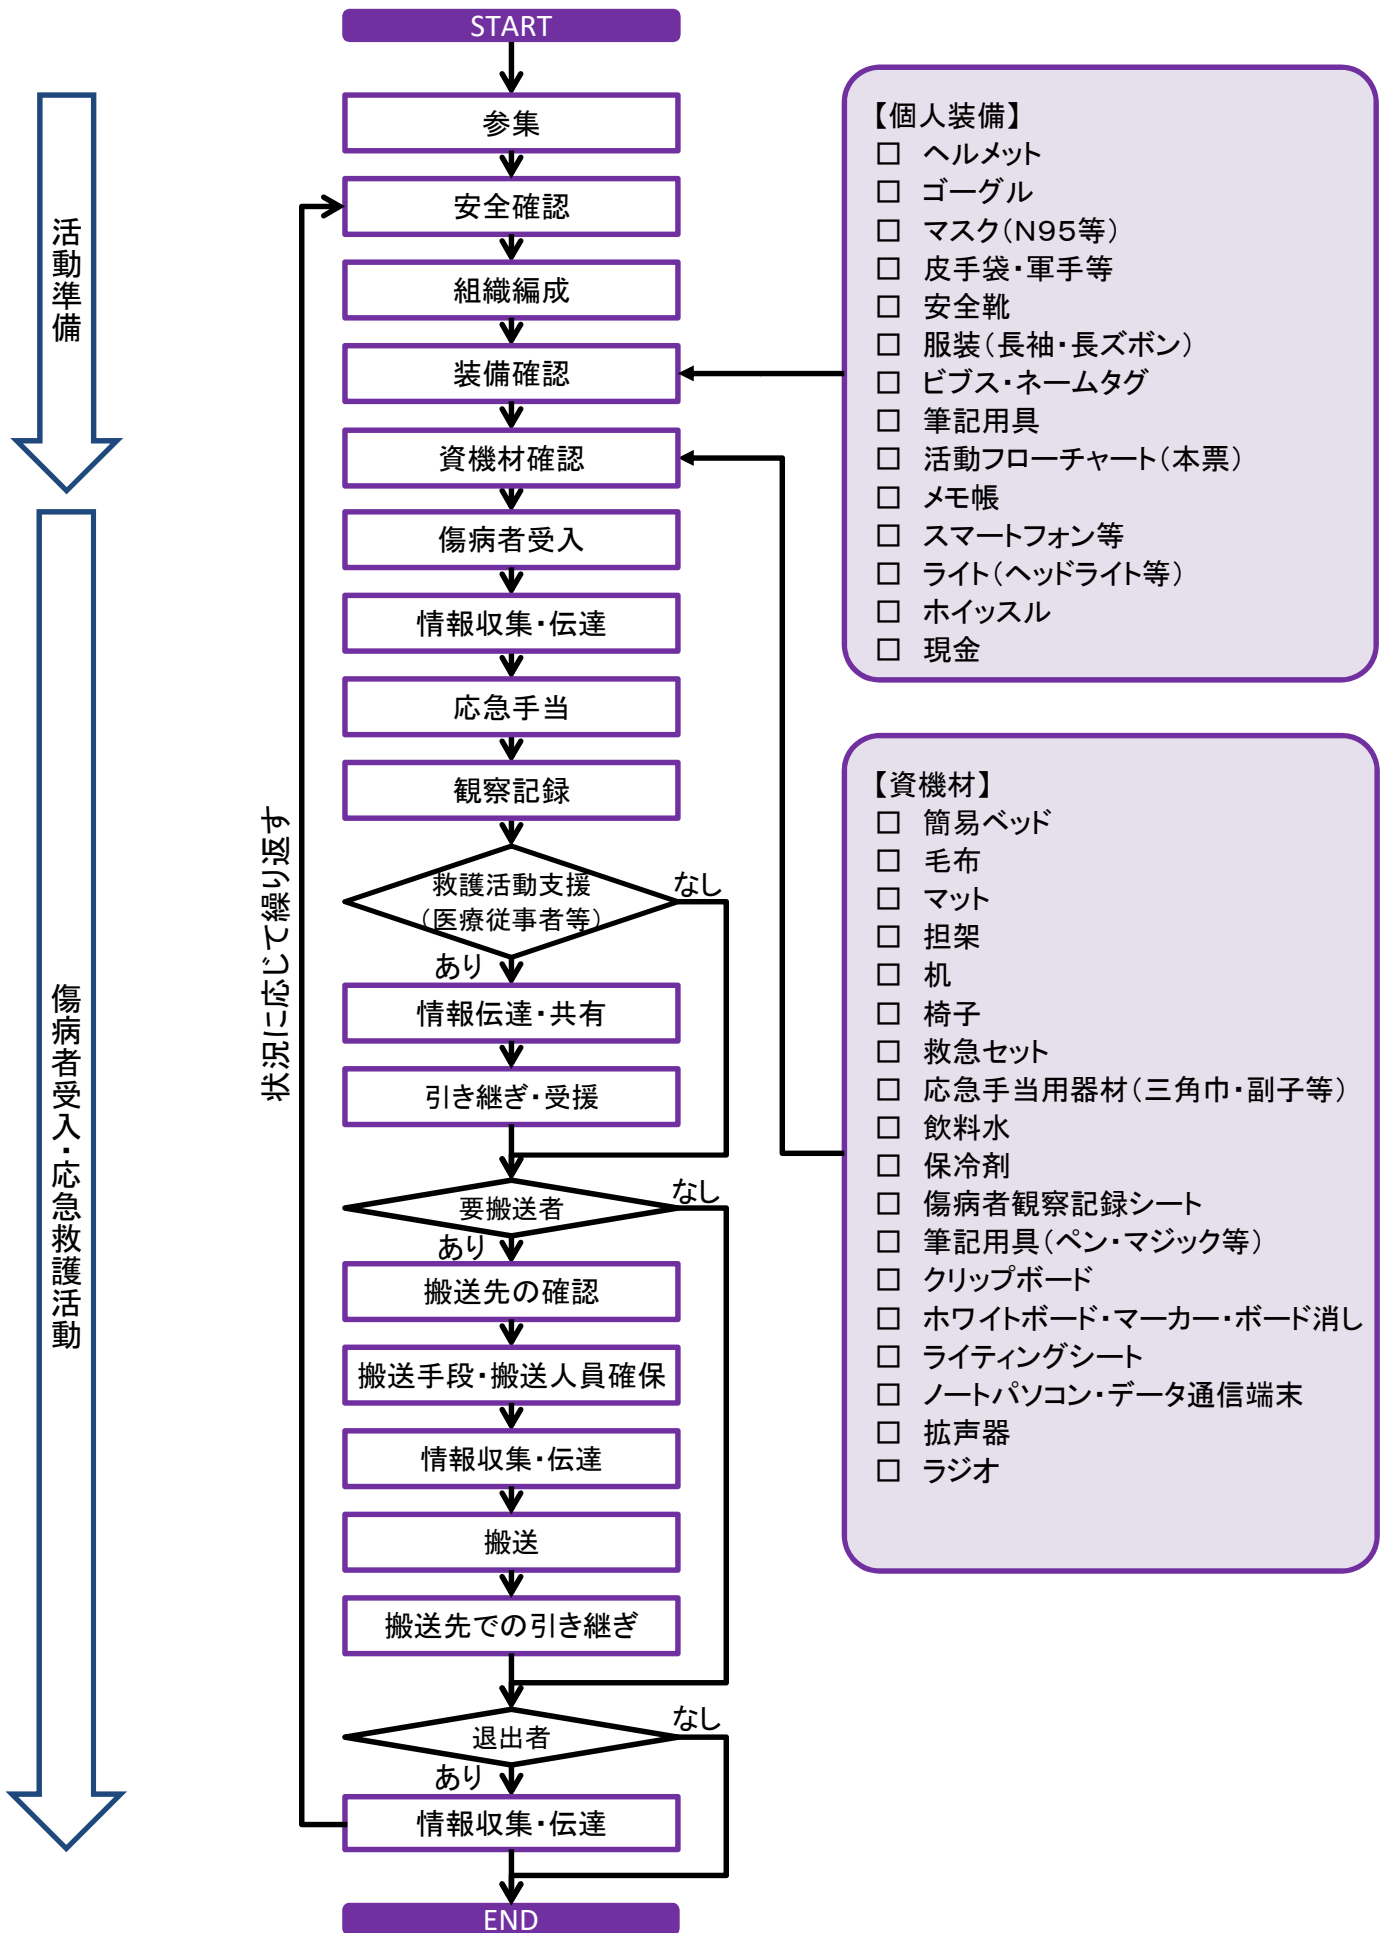 START
参集
安全確認
組織編成
装備確認
資機材確認
傷病者受入
情報収集・伝達
応急手当
観察記録
救護活動支援
（医療従事者等）
なし
あり
情報伝達・共有
引き継ぎ・受援
要搬送者
なし
あり
搬送先の確認
搬送手段・搬送人員確保
情報収集・伝達
搬送
搬送先での引き継ぎ
退出者
なし
あり
情報収集・伝達
END
活動準備
傷病者受入・応急救護活動
状況に応じて繰り返す
【個人装備】
□ ヘルメット
□ ゴーグル
□ マスク（N95等）
□ 皮手袋・軍手等
□ 安全靴
□ 服装（長袖・長ズボン）
□ ビブス・ネームタグ
□ 筆記用具
□ 活動フローチャート（本票）
□ メモ帳
□ スマートフォン等
□ ライト（ヘッドライト等）
□ ホイッスル
□ 現金
【資機材】
□ 簡易ベッド
□ 毛布
□ マット
□ 担架
□ 机
□ 椅子
□ 救急セット
□ 応急手当用器材（三角巾・副子等）
□ 飲料水
□ 保冷剤
□ 傷病者観察記録シート
□ 筆記用具（ペン・マジック等）
□ クリップボード
□ ホワイトボード・マーカー・ボード消し
□ ライティングシート
□ ノートパソコン・データ通信端末
□ 拡声器
□ ラジオ